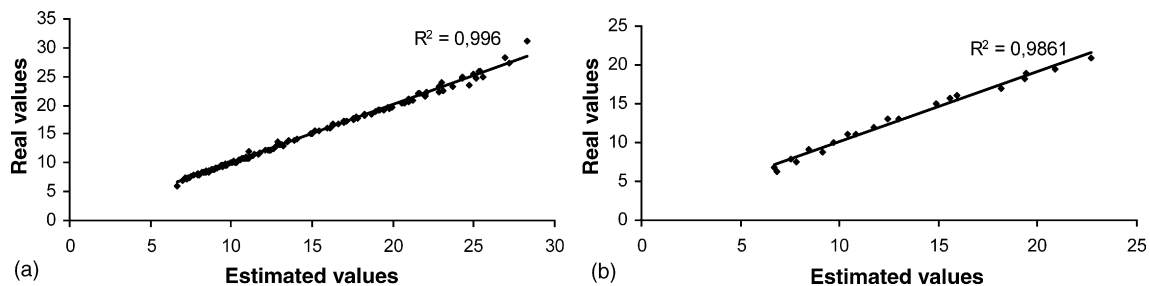 35
30
25
20
15
10
5
0
Real values
R² = 0,996
0 5 10 15 20 25 30
(a) Estimated values
25
20
15
10
5
0
Real values
R² = 0,9861
0 5 10 15 20 25
(b) Estimated values